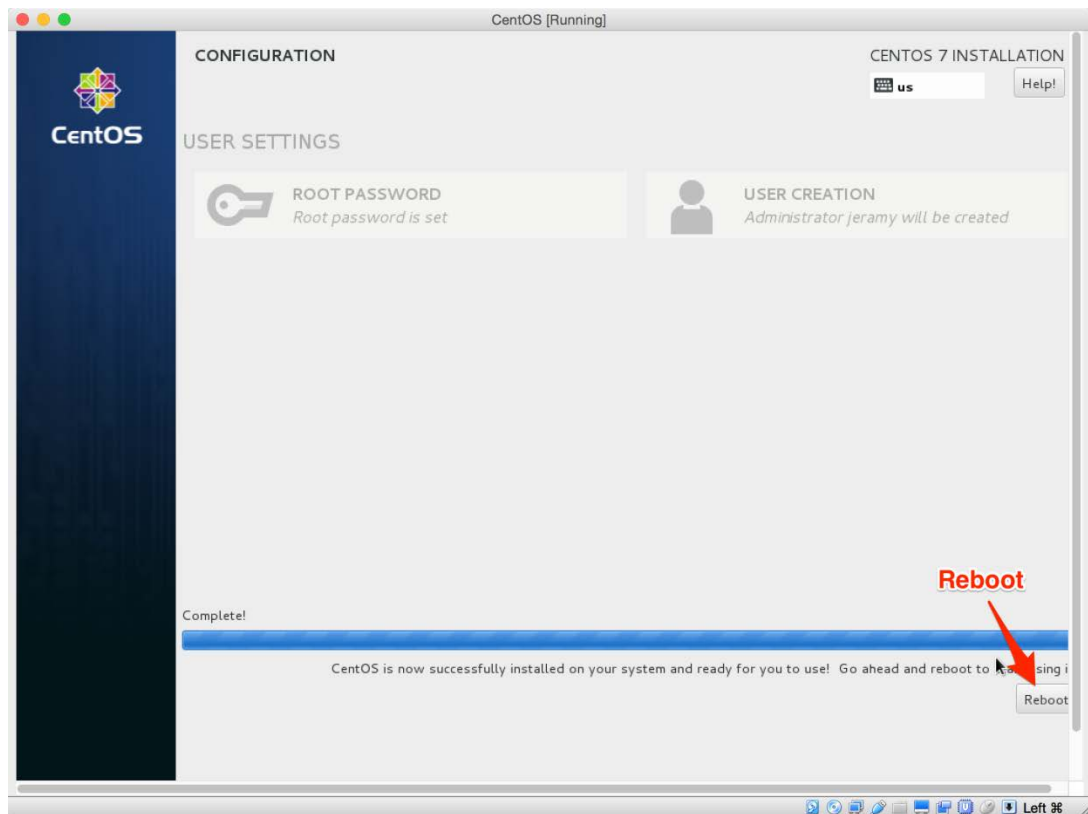 CentOS [Running]
CONFIGURATION
CENTOS 7 INSTALLATION
us
Help!
CentOS
USER SETTINGS
ROOT PASSWORD
Root password is set
USER CREATION
Administrator jeramy will be created
Reboot
Complete!
CentOS is now successfully installed on your system and ready for you to use! Go ahead and reboot to
Reboot
Left ⌘